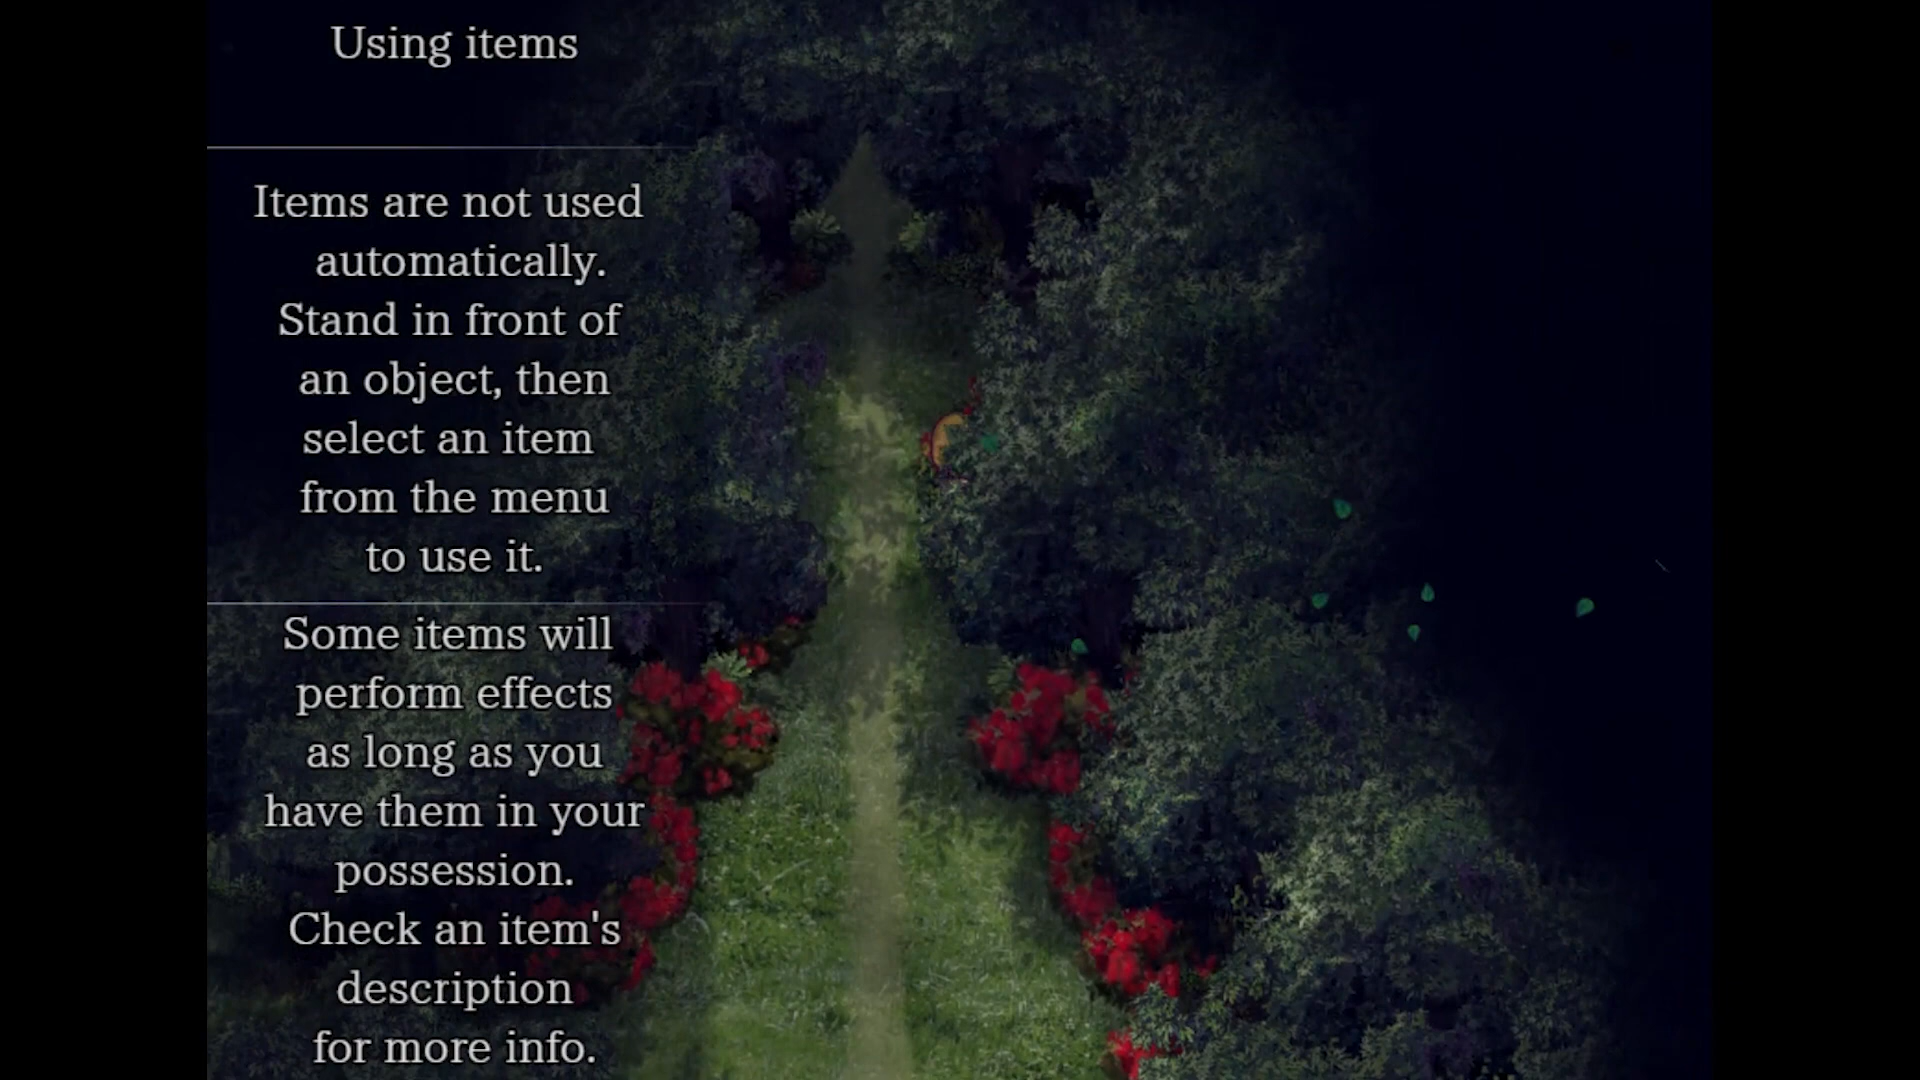 Using items
Items are not used
automatically.
Stand in front of
an object, then
select an item
from the menu
to use it.
Some items will
perform effects
as long as you
have them in your
possession.
Check an item's
description
for more info.